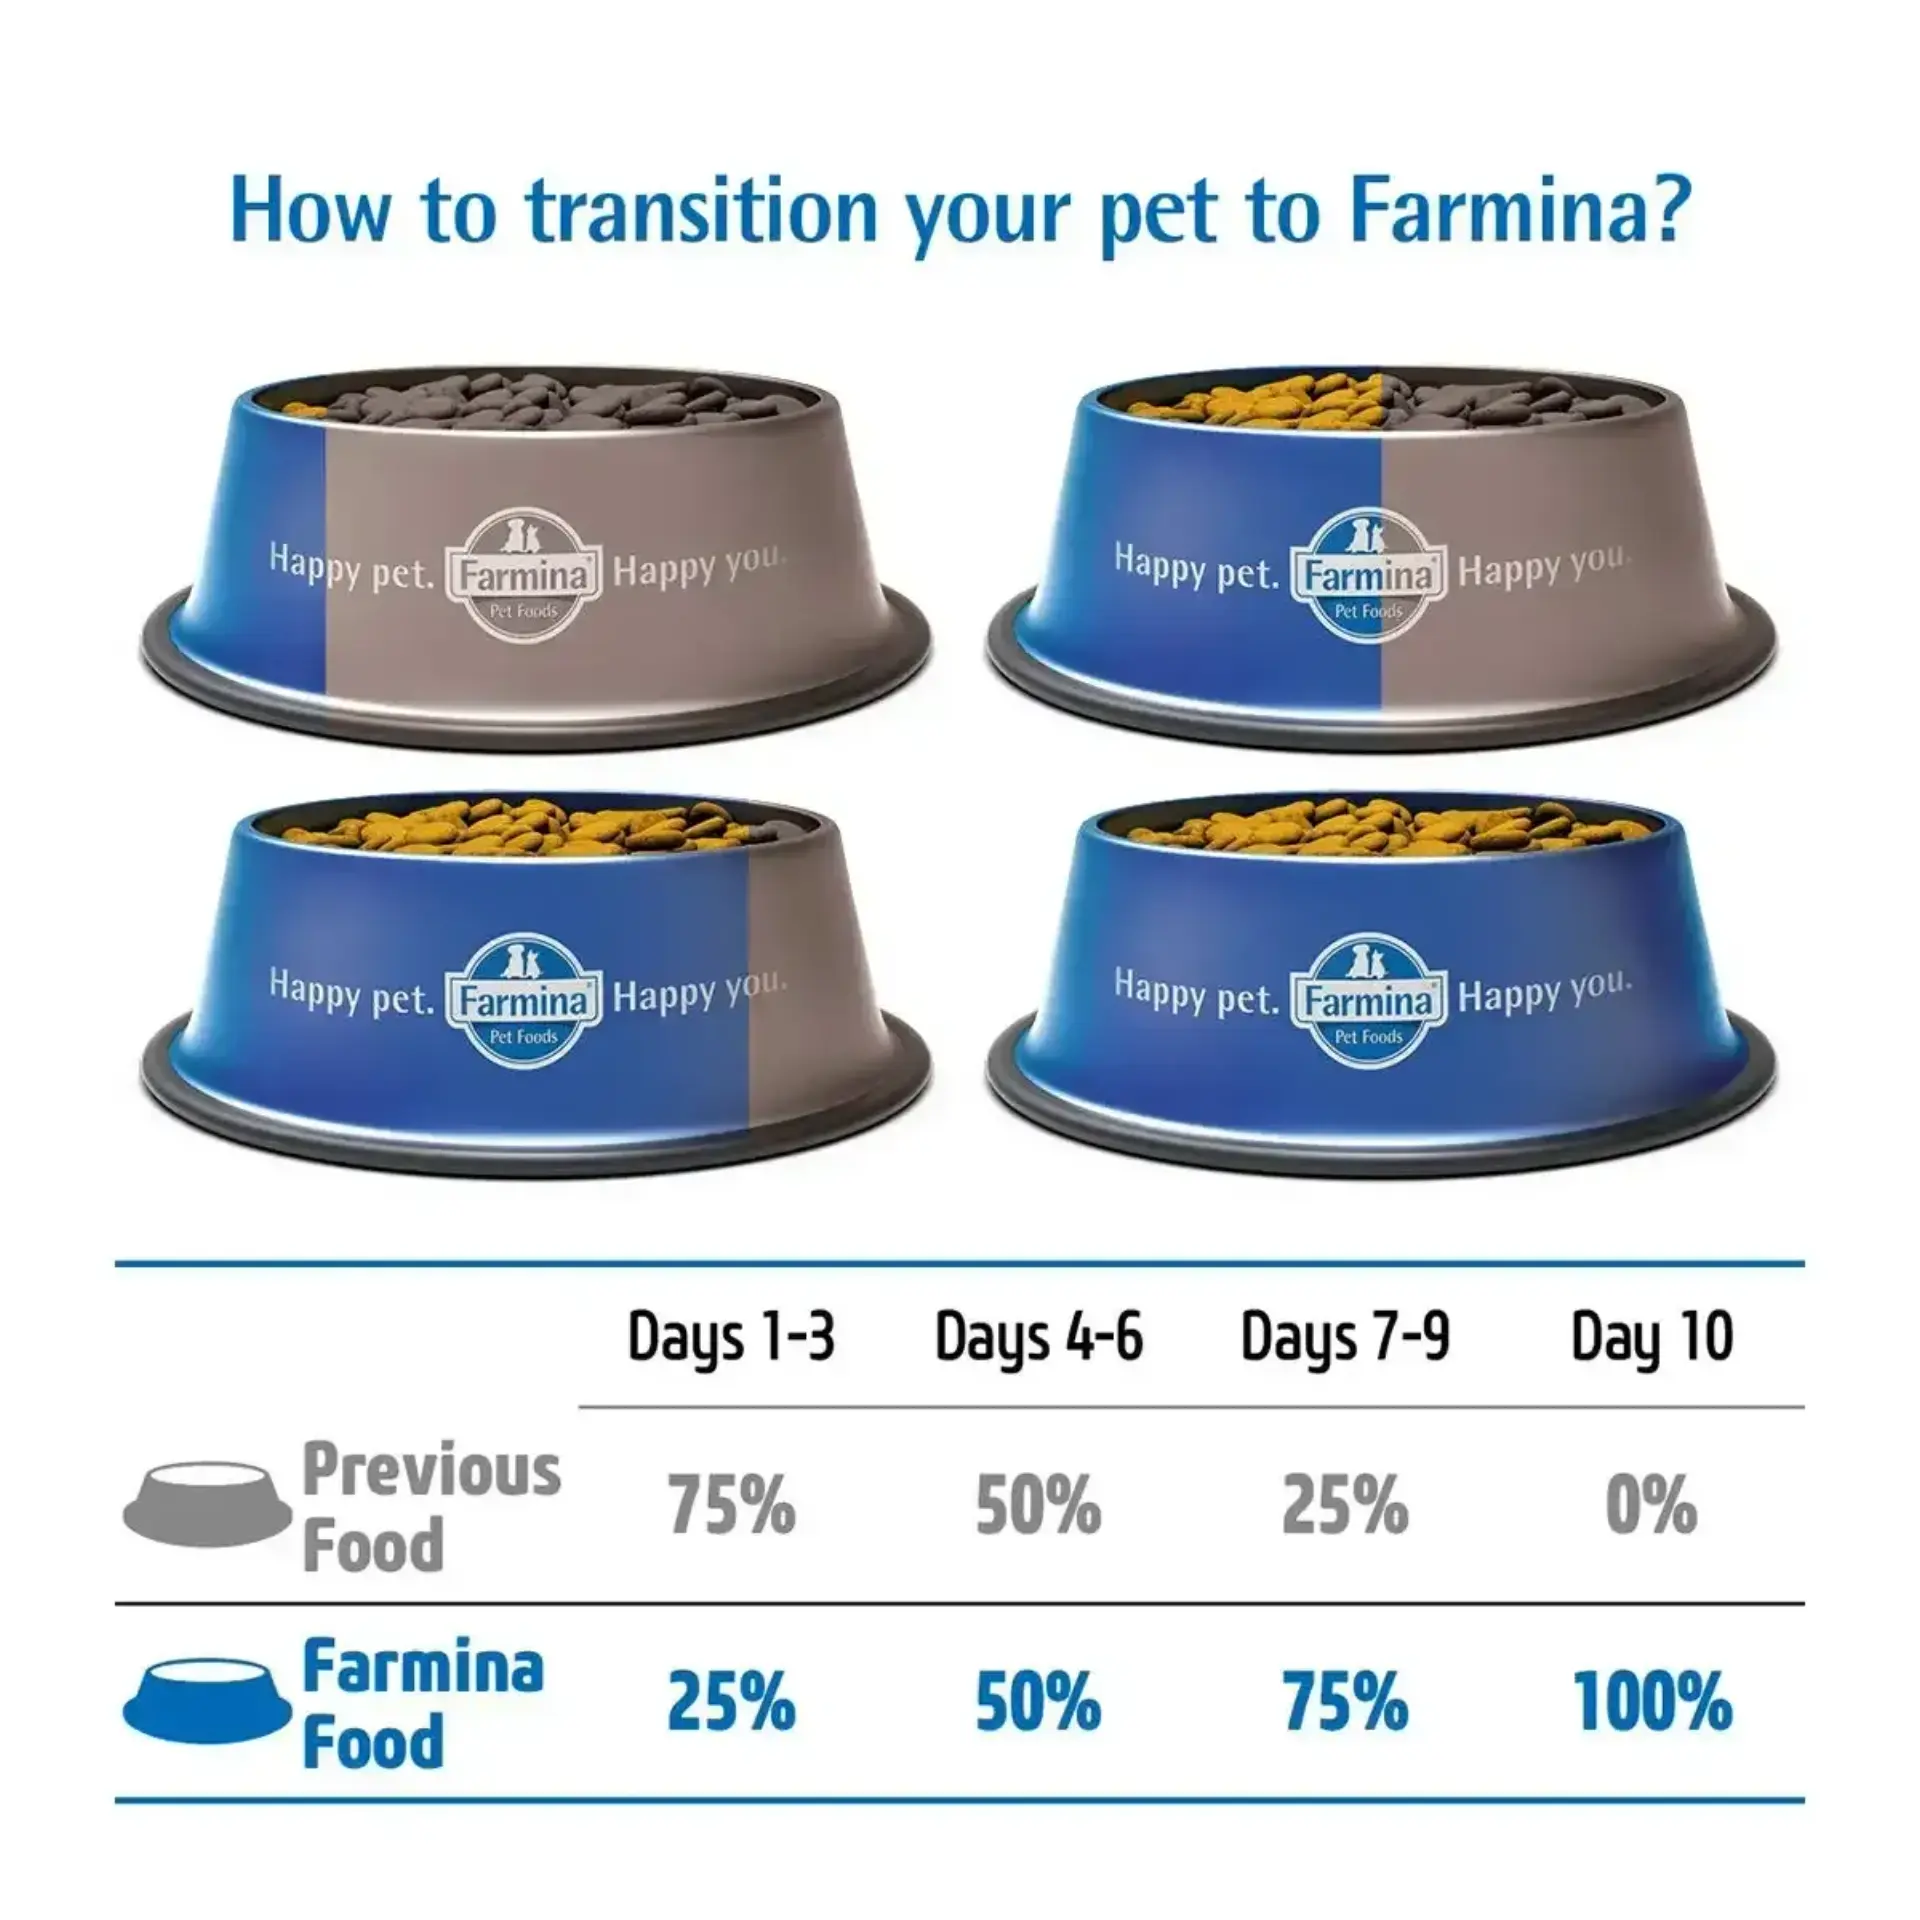 How to transition your pet to Farmina?
Happy pet. Farmina Happy you.
Pet Foods
Happy pet. Farmina Happy you.
Pet Foods
Happy pet. Farmina Happy you.
Pet Foods
Happy pet. Farmina Happy you.
Pet Foods
Days 1-3 Days 4-6 Days 7-9 Day 10
Previous
Food
75% 50% 25% 0%
Farmina
Food
25% 50% 75% 100%